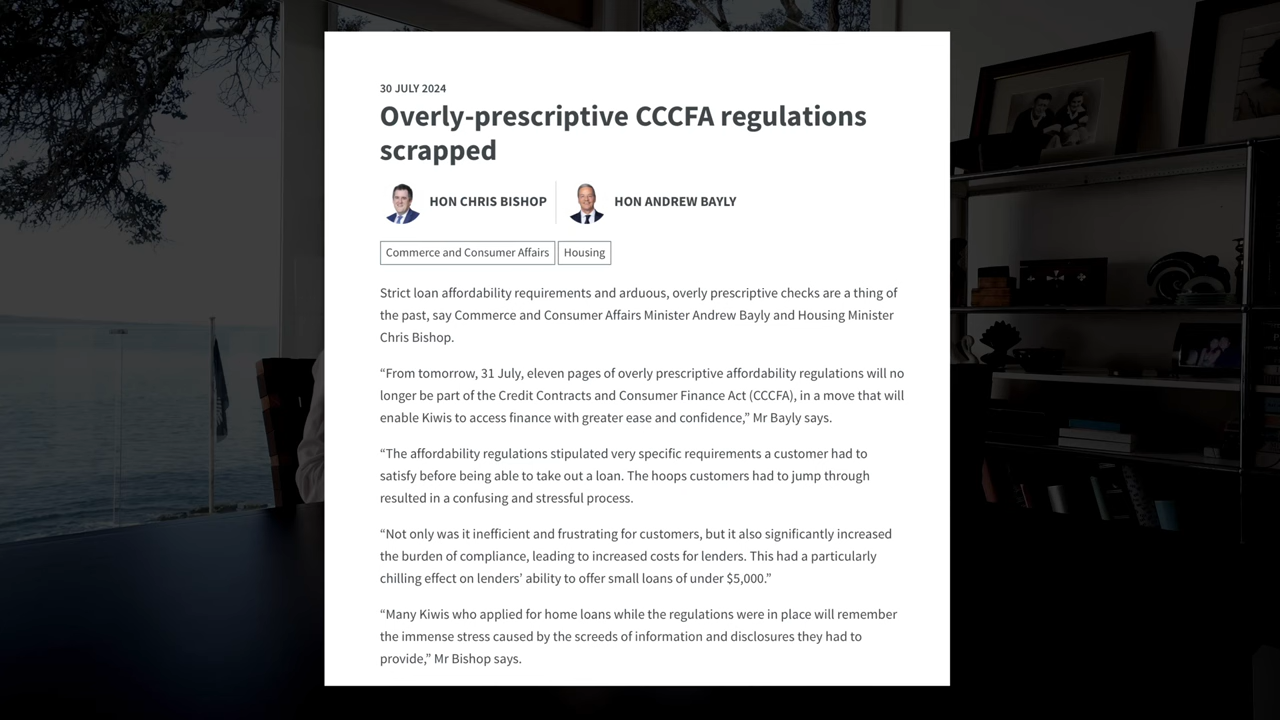 30 JULY 2024
Overly-prescriptive CCCFA regulations
scrapped
HON CHRIS BISHOP
HON ANDREW BAYLY
Commerce and Consumer Affairs
Housing
Strict loan affordability requirements and arduous, overly prescriptive checks are a thing of
the past, say Commerce and Consumer Affairs Minister Andrew Bayly and Housing Minister
Chris Bishop.
“From tomorrow, 31 July, eleven pages of overly prescriptive affordability regulations will no
longer be part of the Credit Contracts and Consumer Finance Act (CCCFA), in a move that will
enable Kiwis to access finance with greater ease and confidence,” Mr Bayly says.
“The affordability regulations stipulated very specific requirements a customer had to
satisfy before being able to take out a loan. The hoops customers had to jump through
resulted in a confusing and stressful process.
“Not only was it inefficient and frustrating for customers, but it also significantly increased
the burden of compliance, leading to increased costs for lenders. This had a particularly
chilling effect on lenders’ ability to offer small loans of under $5,000.”
“Many Kiwis who applied for home loans while the regulations were in place will remember
the immense stress caused by the screeds of information and disclosures they had to
provide,” Mr Bishop says.